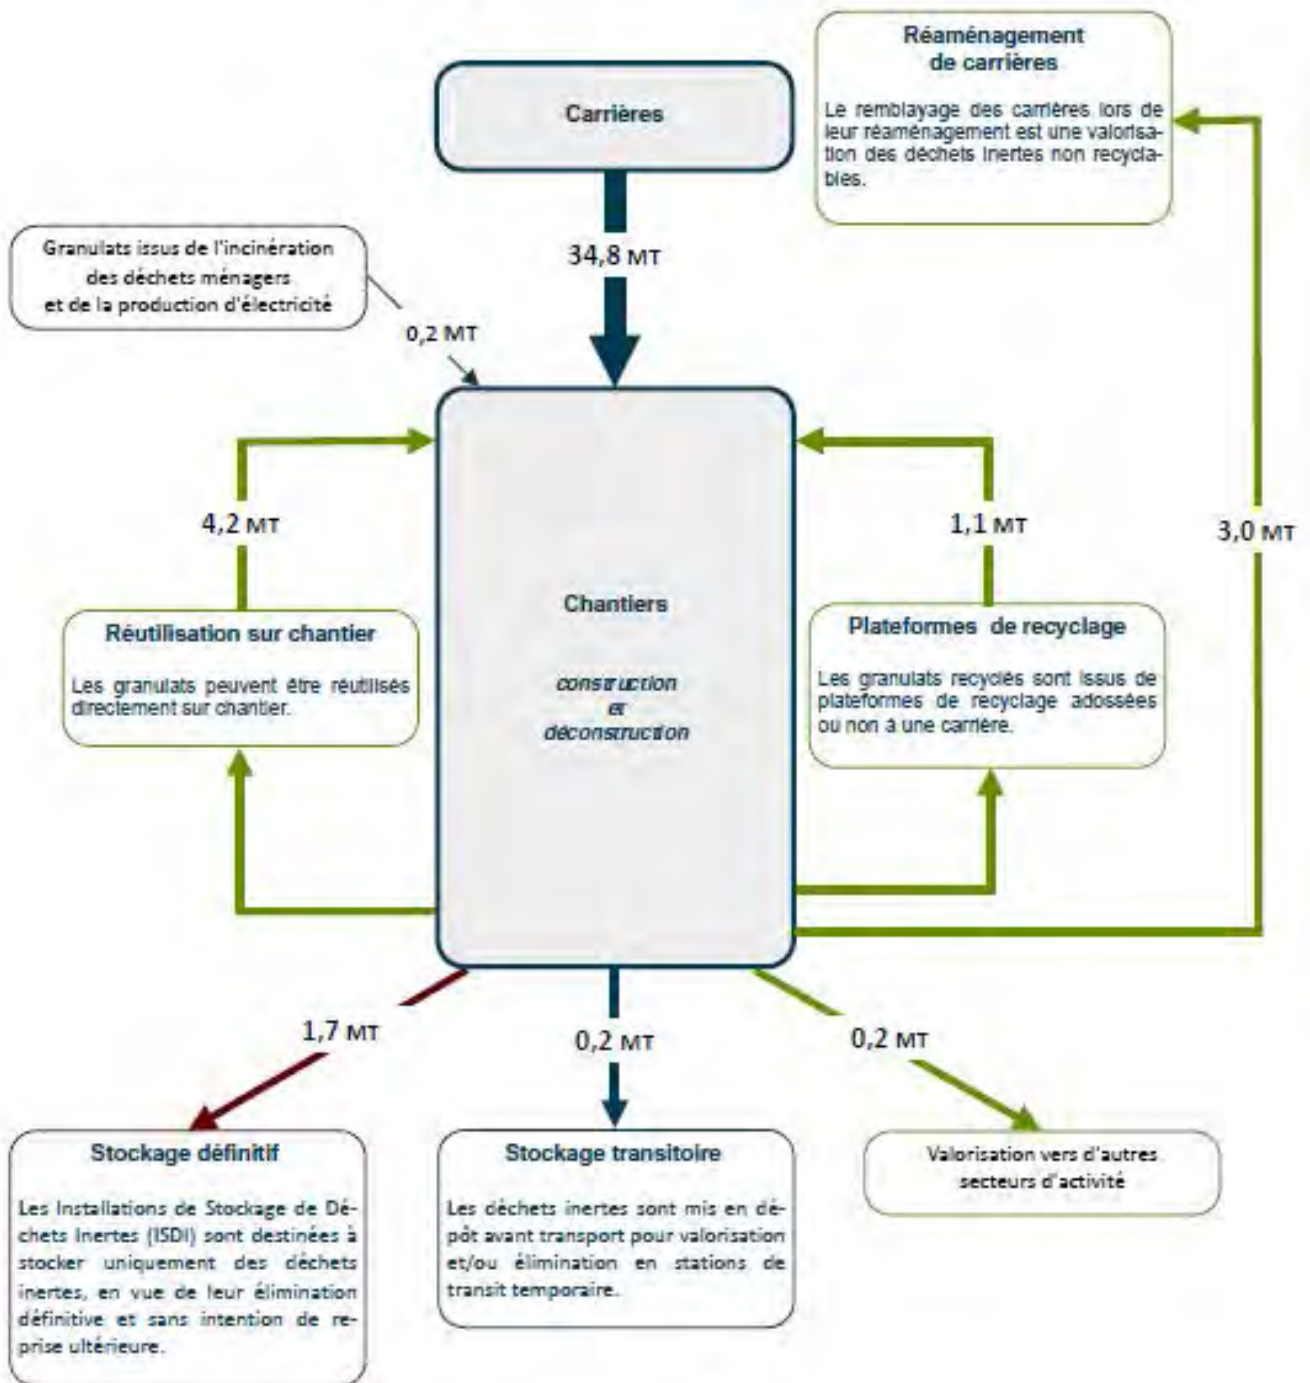 Réaménagement
de carrières
Le remblayage des carrières lors de
leur réaménagement est une valorisa-
tion des déchets inertes non recycla-
bles.
Carrières
34,8 MT
Granulats issus de l'incinération
des déchets ménagers
et de la production d'électricité
0,2 MT
4,2 MT
1,1 MT
3,0 MT
Réutilisation sur chantier
Les granulats peuvent être réutilisés
directement sur chantier.
Chantiers
construction
et
déconstruction
Plateformes de recyclage
Les granulats recyclés sont issus de
plateformes de recyclage adossées
ou non à une carrière.
1,7 MT
0,2 MT
0,2 MT
Stockage définitif
Les Installations de Stockage de Dé-
chets Inertes (ISDI) sont destinées à
stocker uniquement des déchets
inertes, en vue de leur élimination
définitive et sans intention de re-
prise ultérieure.
Stockage transitoire
Les déchets inertes sont mis en dé-
pôt avant transport pour valorisation
et/ou élimination en stations de
transit temporaire.
Valorisation vers d'autres
secteurs d'activité